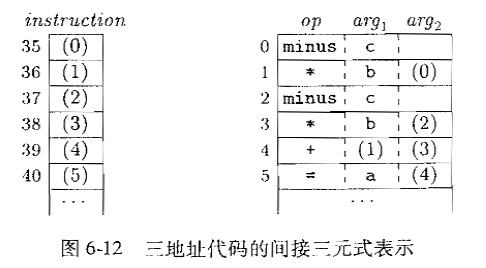 instruction op arg1 arg2
35 (0) 0 minus c
36 (1) 1 * b (0)
37 (2) 2 minus c
38 (3) 3 * b (2)
39 (4) 4 + (1) (3)
40 (5) 5 = a (4)
... ...
图 6-12 三地址代码的间接三元式表示